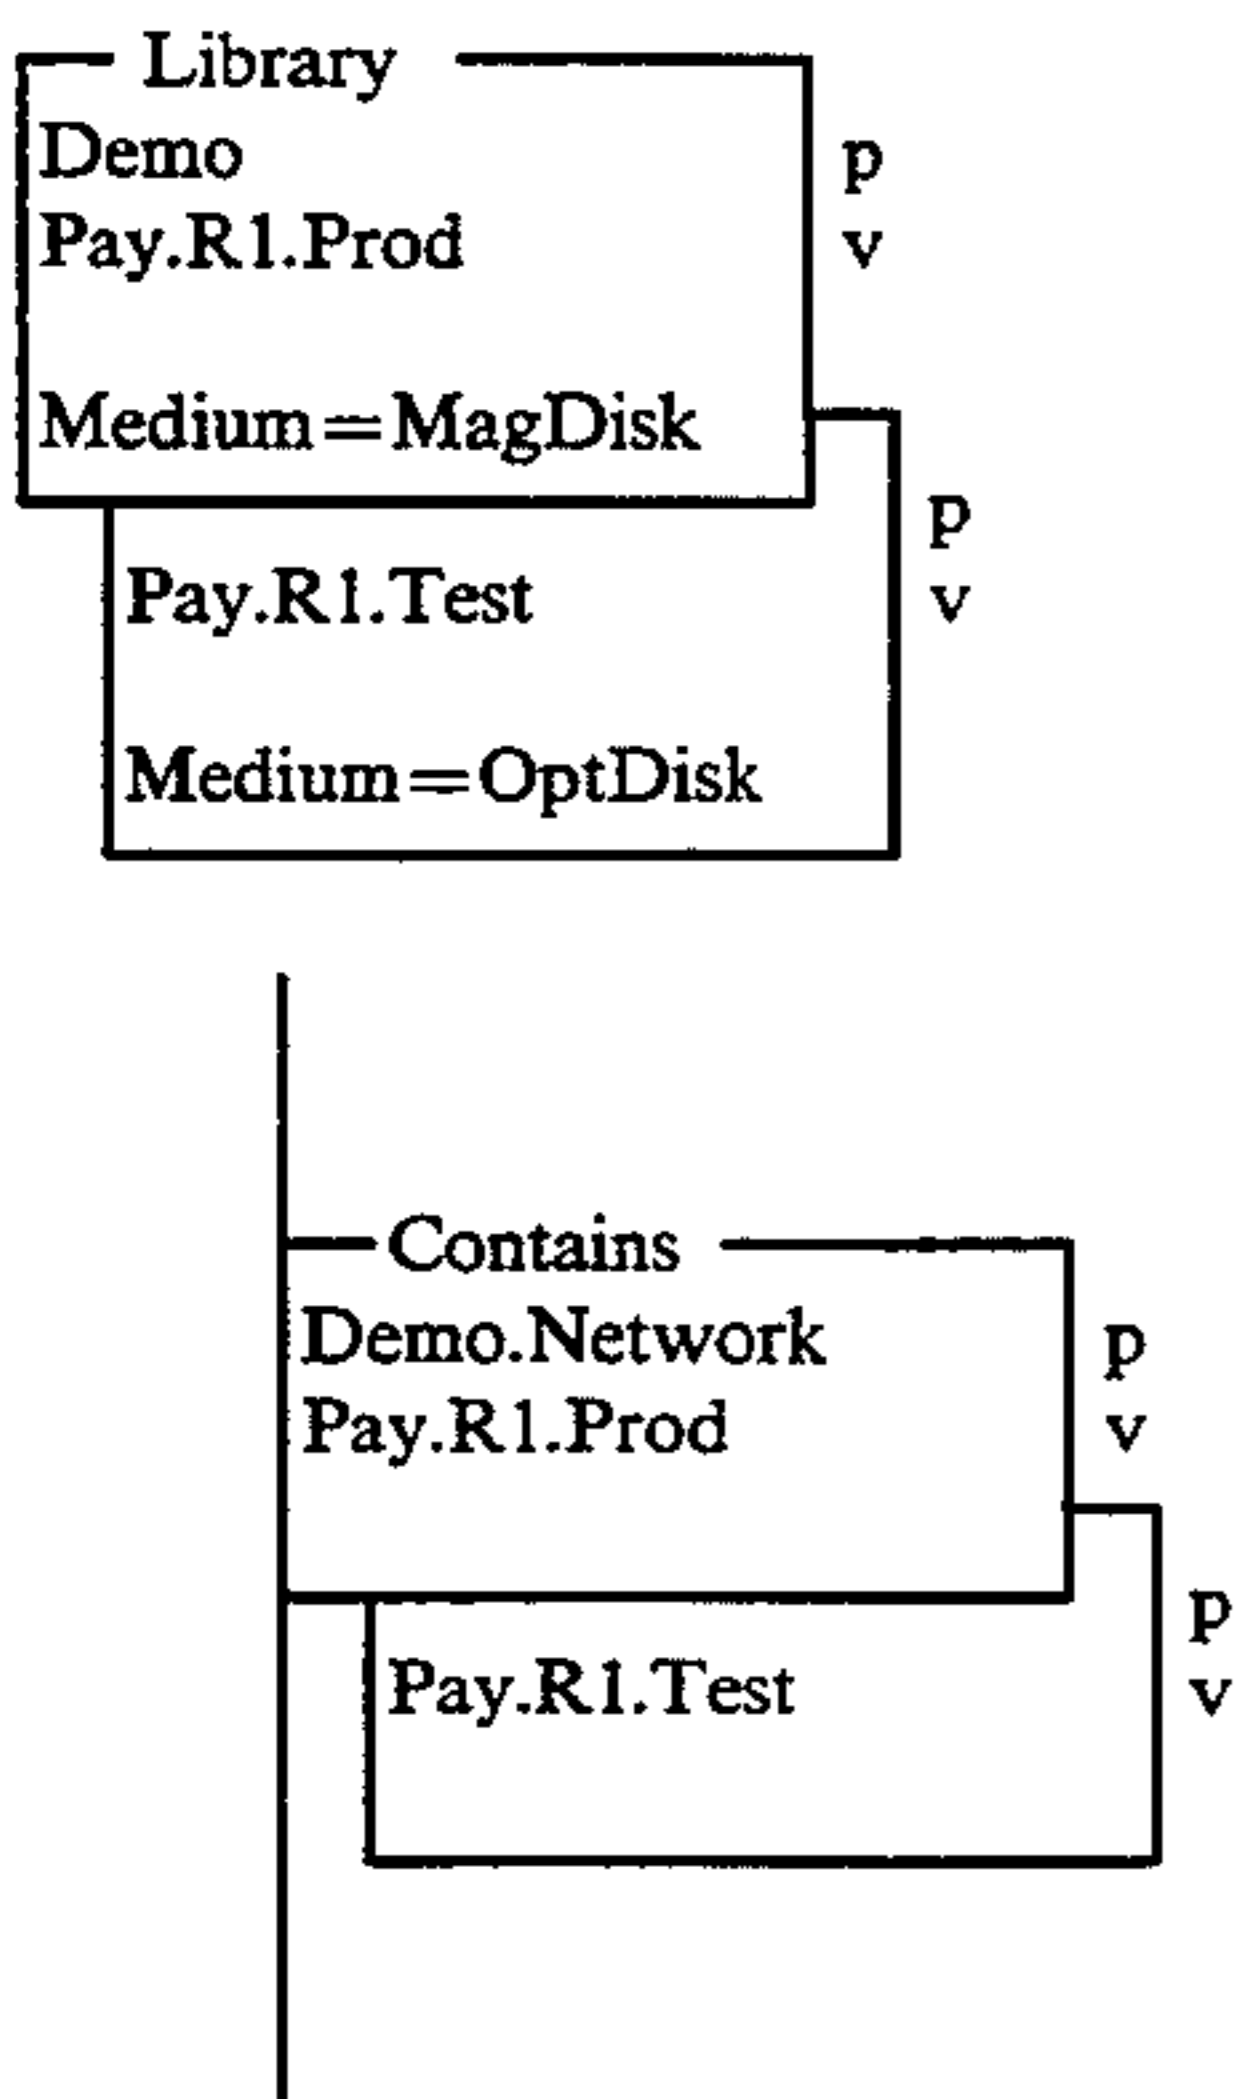 Library
Demo p
Pay.R1.Prod v
Medium=MagDisk
p
Pay.R1.Test v
Medium=OptDisk
Contains
Demo.Network p
Pay.R1.Prod v
p
Pay.R1.Test v